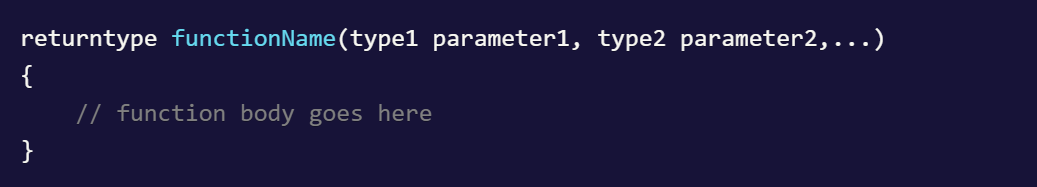 returntype functionName(type1 parameter1, type2 parameter2,...)
{
    // function body goes here
}